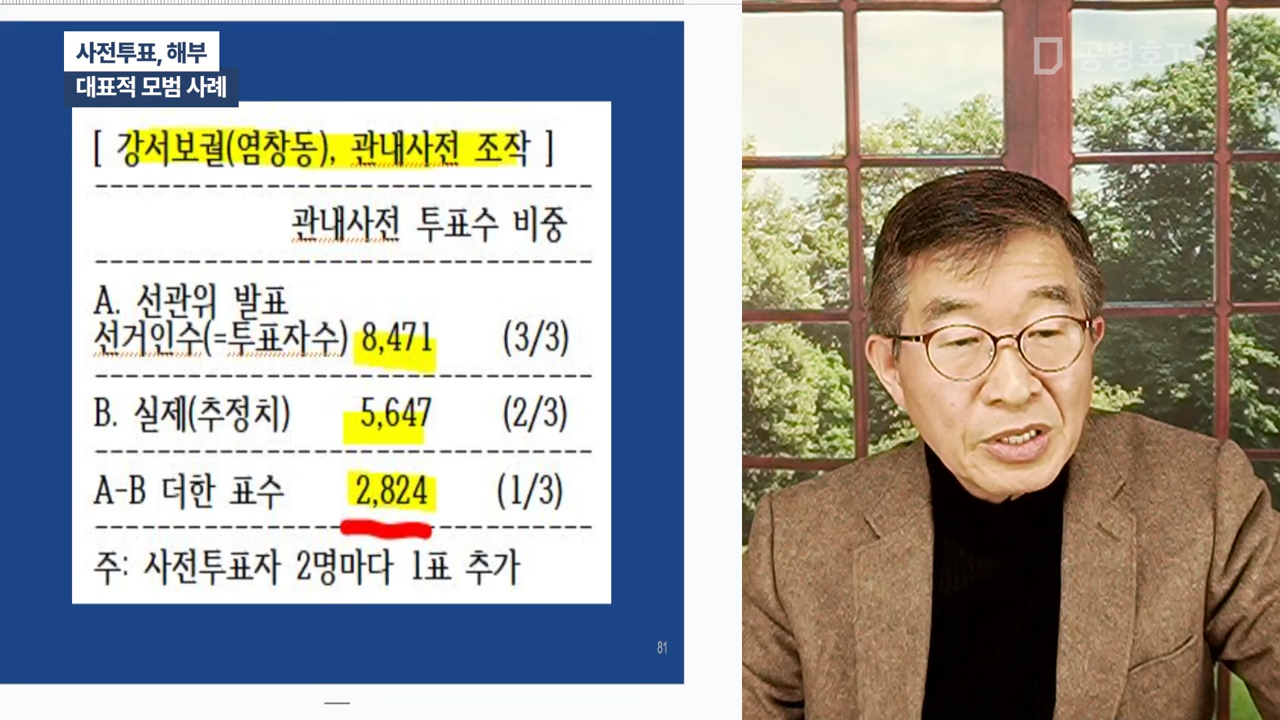 사전투표, 해부
대표적 모범 사례
공병호TV
[ 강서보궐(염창동), 관내사전 조작 ]
관내사전 투표수 비중
A. 선관위 발표
선거인수(=투표자수) 8,471 (3/3)
B. 실제(추정치) 5,647 (2/3)
A-B 더한 표수 2,824 (1/3)
주: 사전투표자 2명마다 1표 추가
81